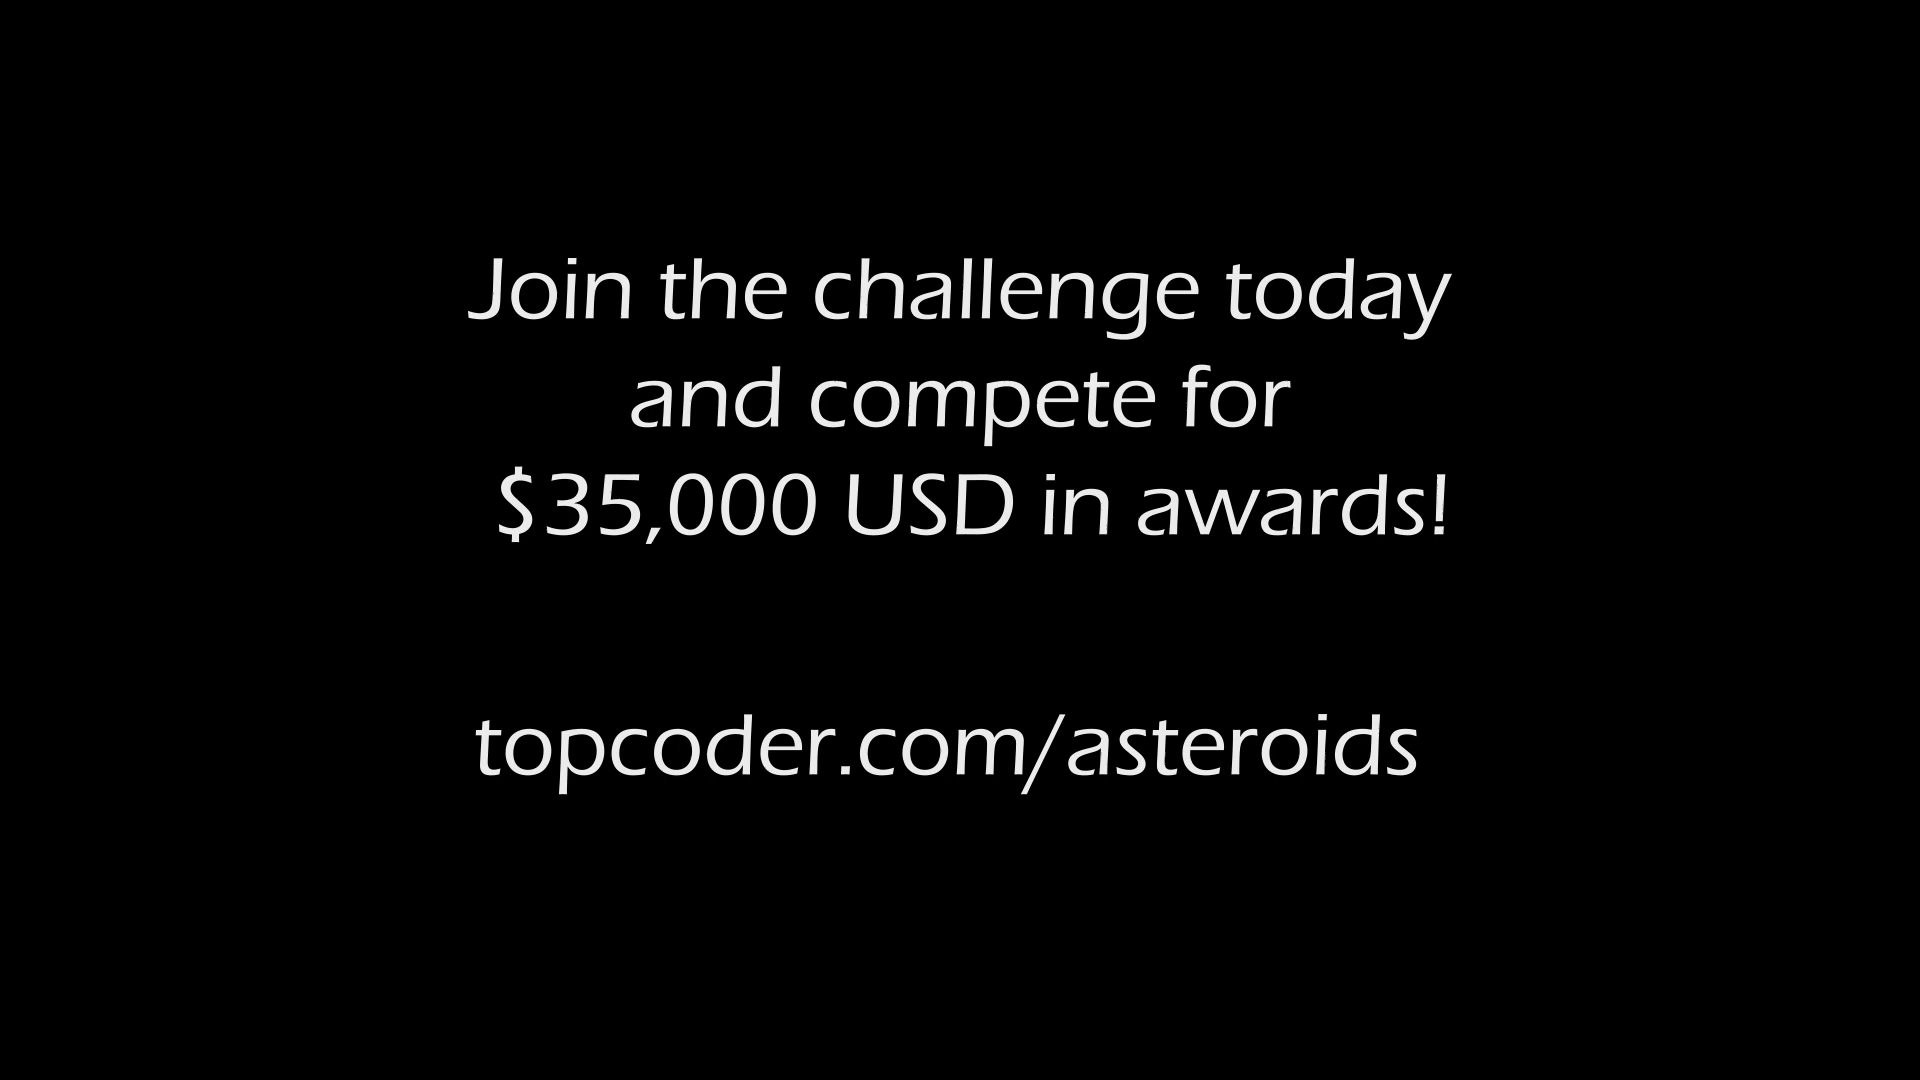 Join the challenge today
and compete for
$35,000 USD in awards!
topcoder.com/asteroids